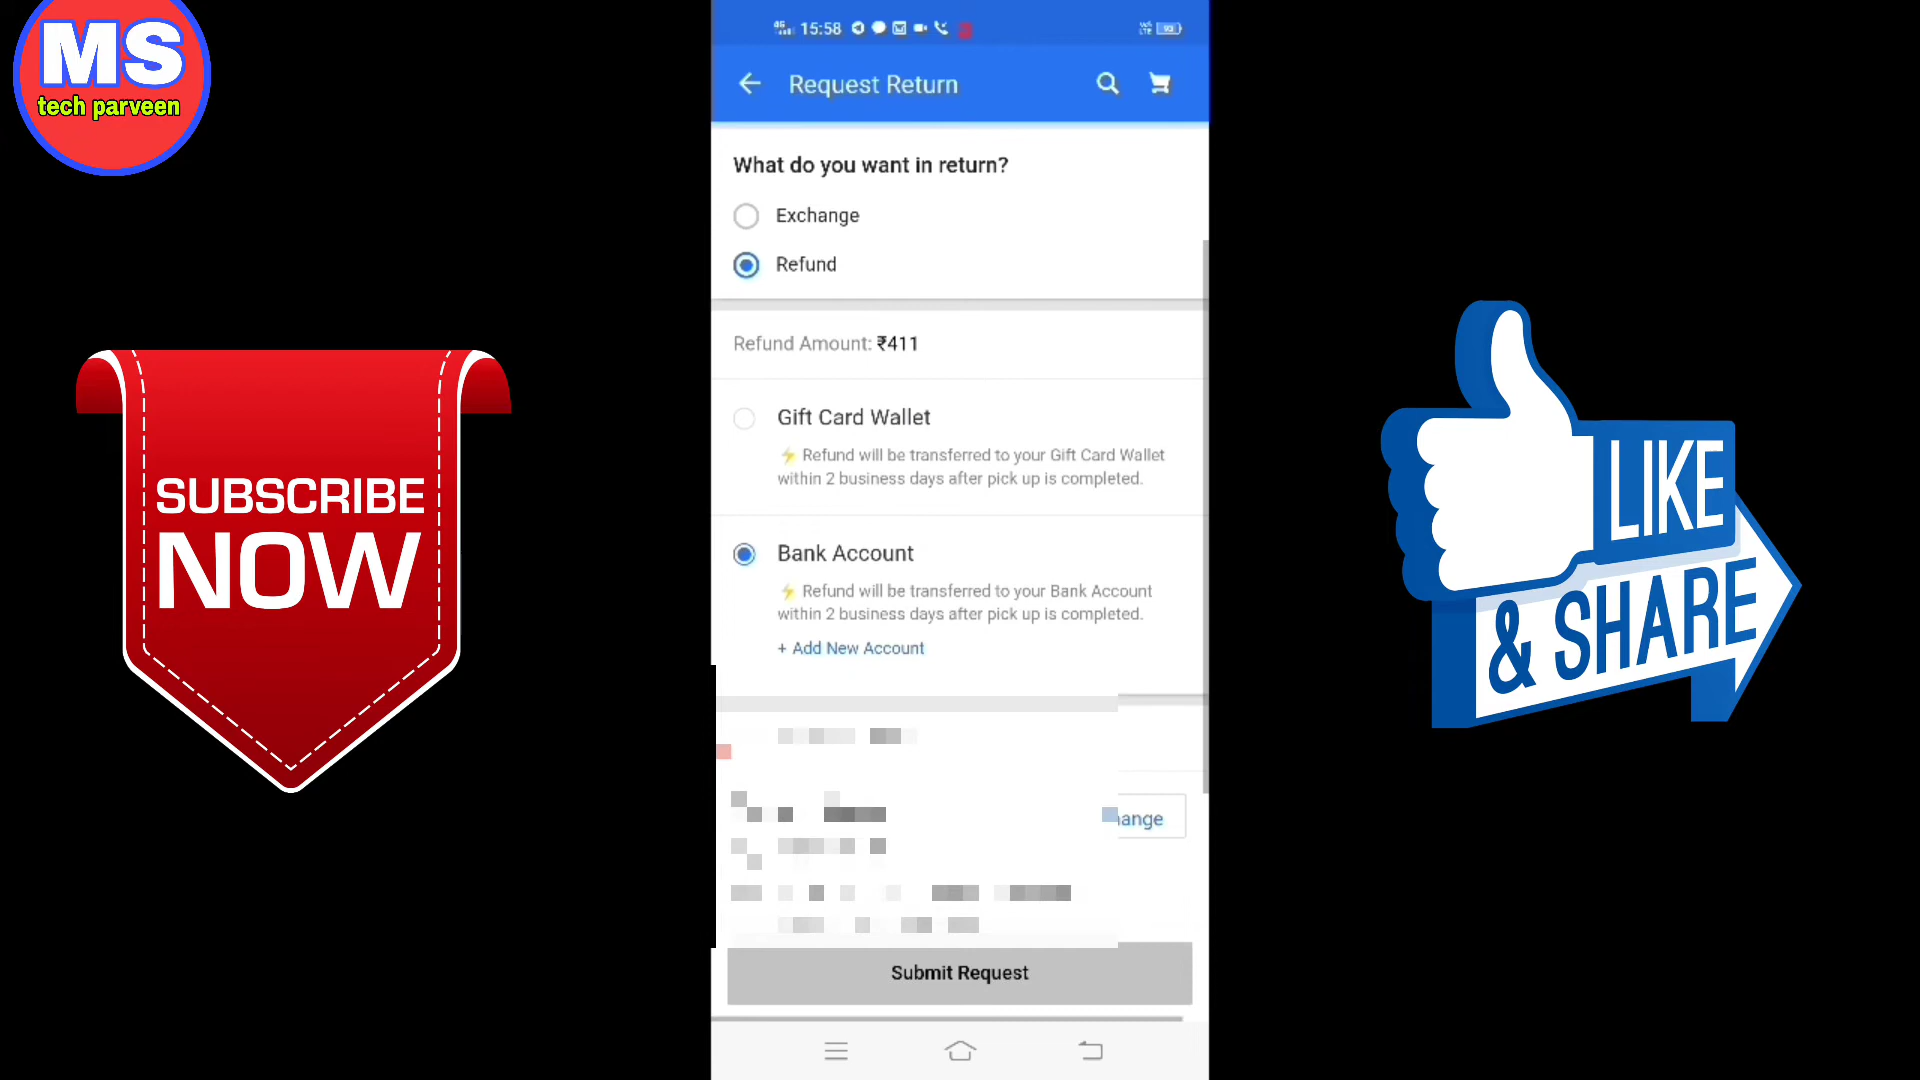 MS
tech parveen
SUBSCRIBE
NOW
15:58
Request Return
What do you want in return?
Exchange
Refund
Refund Amount: ₹411
Gift Card Wallet
⚡ Refund will be transferred to your Gift Card Wallet
within 2 business days after pick up is completed.
Bank Account
⚡ Refund will be transferred to your Bank Account
within 2 business days after pick up is completed.
+ Add New Account
Submit Request
LIKE
& SHARE